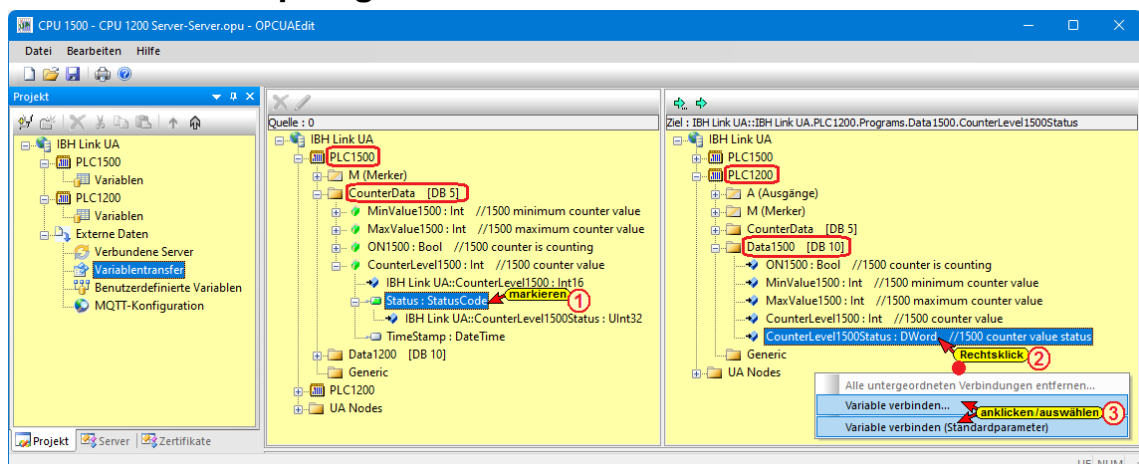 CPU 1500 - CPU 1200 Server-Server.opu - OPCUAEdit
Datei Bearbeiten Hilfe
Projekt
IBH Link UA
PLC1500
Variablen
PLC1200
Variablen
Externe Daten
Verbundene Server
Variablentransfer
Benutzerdefinierte Variablen
MQTT-Konfiguration
Projekt Server Zertifikate
Quelle : 0
IBH Link UA
PLC1500
M (Merker)
CounterData [DB 5]
MinValue1500 : Int //1500 minimum counter value
MaxValue1500 : Int //1500 maximum counter value
ON1500 : Bool //1500 counter is counting
CounterLevel1500 : Int //1500 counter value
IBH Link UA::CounterLevel1500 : Int16
Status : StatusCode markieren 1
IBH Link UA::CounterLevel1500Status : UInt32
TimeStamp : DateTime
Data1200 [DB 10]
Generic
PLC1200
UA Nodes
Ziel : IBH Link UA::IBH Link UA.PLC1200.Programs.Data1500.CounterLevel1500Status
IBH Link UA
PLC1500
PLC1200
A (Ausgänge)
M (Merker)
CounterData [DB 5]
Data1500 [DB 10]
ON1500 : Bool //1500 counter is counting
MinValue1500 : Int //1500 minimum counter value
MaxValue1500 : Int //1500 maximum counter value
CounterLevel1500 : Int //1500 counter value
CounterLevel1500Status : DWord //1500 counter value status
Generic
Rechtsklick 2
UA Nodes
Alle untergeordneten Verbindungen entfernen...
Variable verbinden...
anklicken/auswählen 3
Variable verbinden (Standardparameter)